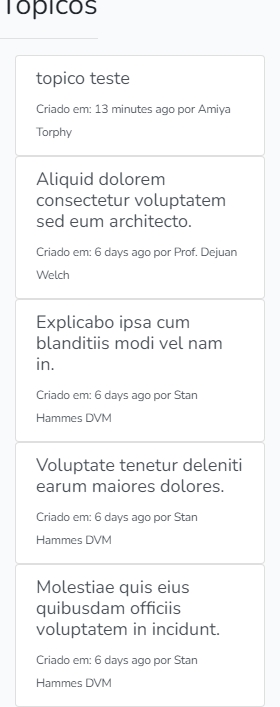 Tópicos
topico teste
Criado em: 13 minutes ago por Amiya
Torphy
Aliquid dolorem
consectetur voluptatem
sed eum architecto.
Criado em: 6 days ago por Prof. Dejuan
Welch
Explicabo ipsa cum
blanditiis modi vel nam
in.
Criado em: 6 days ago por Stan
Hammes DVM
Voluptate tenetur deleniti
earum maiores dolores.
Criado em: 6 days ago por Stan
Hammes DVM
Molestiae quis eius
quibusdam officiis
voluptatem in incidunt.
Criado em: 6 days ago por Stan
Hammes DVM